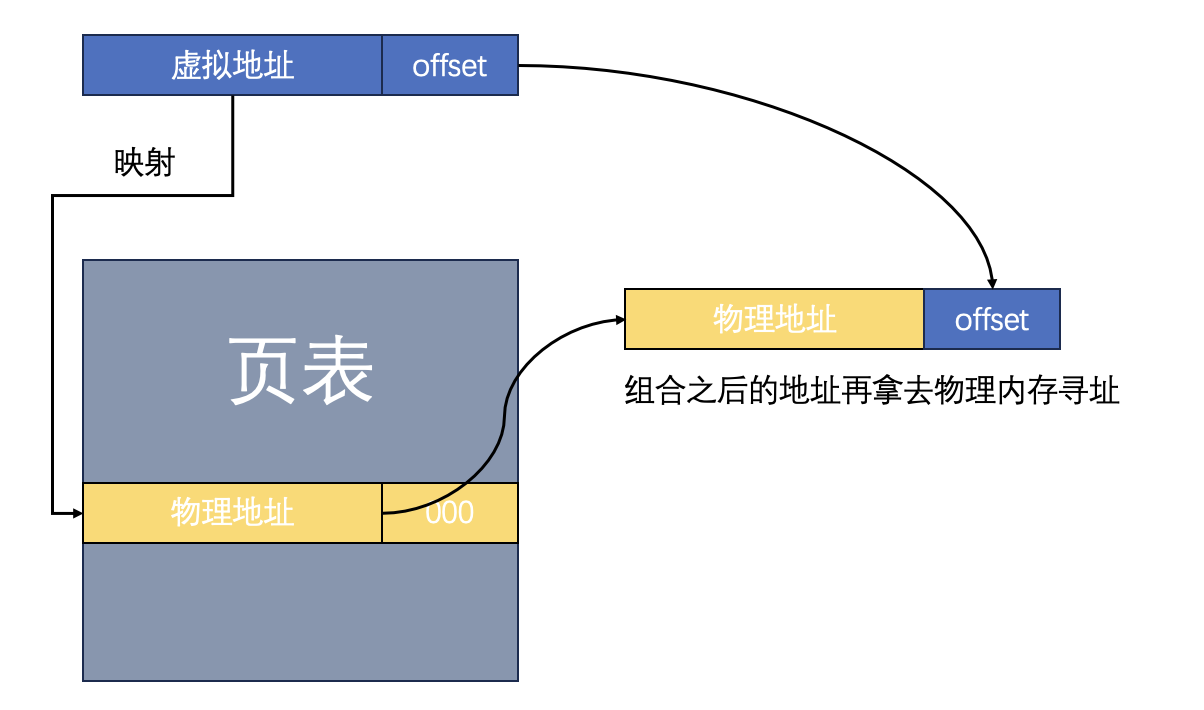 虚拟地址 offset
映射
页表
物理地址 offset
组合之后的地址再拿去物理内存寻址
物理地址 000